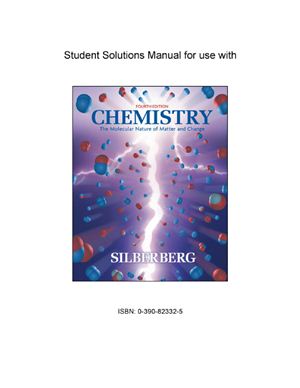 Student Solutions Manual for use with
FOURTH EDITION
CHEMISTRY
The Molecular Nature of Matter and Change
SILBERBERG
ISBN: 0-390-82332-5